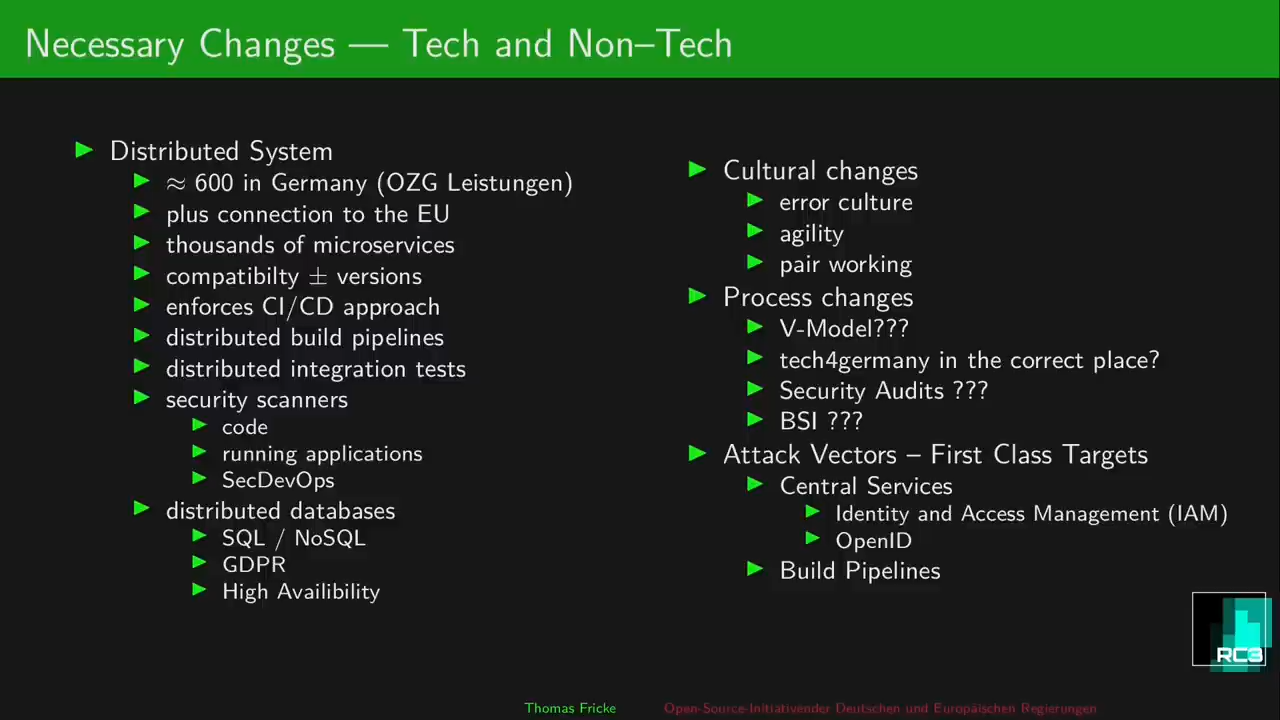 Necessary Changes — Tech and Non–Tech
Distributed System
≈ 600 in Germany (OZG Leistungen)
plus connection to the EU
thousands of microservices
compatibilty ± versions
enforces CI/CD approach
distributed build pipelines
distributed integration tests
security scanners
code
running applications
SecDevOps
distributed databases
SQL / NoSQL
GDPR
High Availibility
Cultural changes
error culture
agility
pair working
Process changes
V-Model???
tech4germany in the correct place?
Security Audits ???
BSI ???
Attack Vectors – First Class Targets
Central Services
Identity and Access Management (IAM)
OpenID
Build Pipelines
RC3
Thomas Fricke
Open-Source-Initiativender Deutschen und Europäischen Regierungen